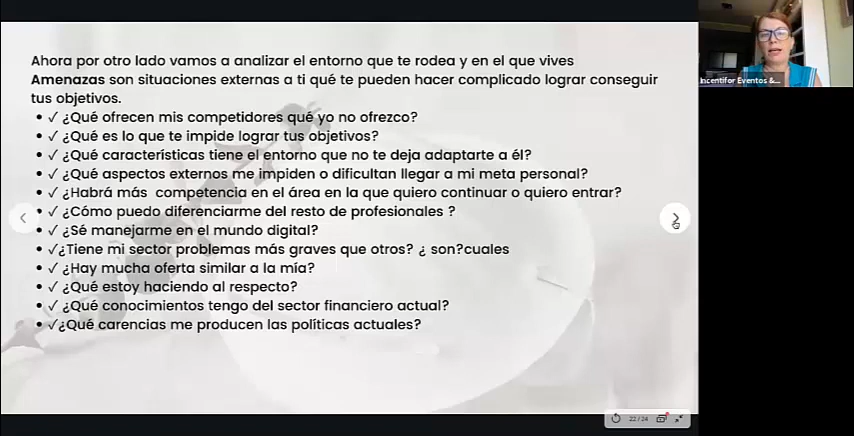 Ahora por otro lado vamos a analizar el entorno que te rodea y en el que vives
Amenazas son situaciones externas a ti qué te pueden hacer complicado lograr conseguir
tus objetivos.
• ✓ ¿Qué ofrecen mis competidores qué yo no ofrezco?
• ✓ ¿Qué es lo que te impide lograr tus objetivos?
• ✓ ¿Qué características tiene el entorno que no te deja adaptarte a él?
• ✓ ¿Qué aspectos externos me impiden o dificultan llegar a mi meta personal?
• ✓ ¿Habrá más competencia en el área en la que quiero continuar o quiero entrar?
• ✓ ¿Cómo puedo diferenciarme del resto de profesionales ?
• ✓ ¿Sé manejarme en el mundo digital?
• ✓¿Tiene mi sector problemas más graves que otros? ¿ son?cuales
• ✓ ¿Hay mucha oferta similar a la mía?
• ✓ ¿Qué estoy haciendo al respecto?
• ✓ ¿Qué conocimientos tengo del sector financiero actual?
• ✓¿Qué carencias me producen las políticas actuales?
Incentifor Eventos &...
22/24